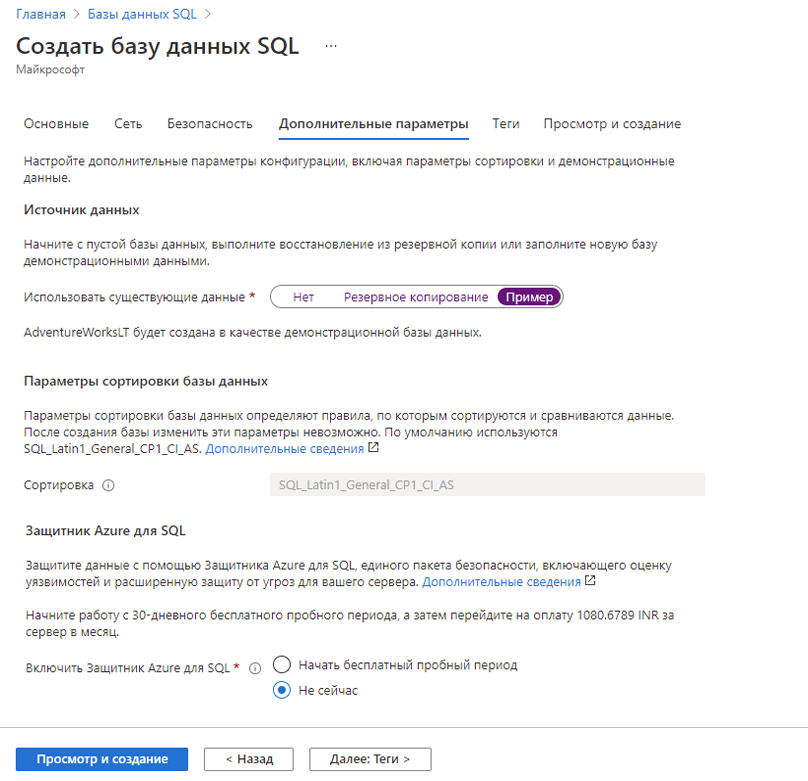 Главная > Базы данных SQL >
Создать базу данных SQL ...
Майкрософт
Основные Сеть Безопасность Дополнительные параметры Теги Просмотр и создание
Настройте дополнительные параметры конфигурации, включая параметры сортировки и демонстрационные
данные.
Источник данных
Начните с пустой базы данных, выполните восстановление из резервной копии или заполните новую базу
демонстрационными данными.
Использовать существующие данные * Нет Резервное копирование Пример
AdventureWorksLT будет создана в качестве демонстрационной базы данных.
Параметры сортировки базы данных
Параметры сортировки базы данных определяют правила, по которым сортируются и сравниваются данные.
После создания базы изменить эти параметры невозможно. По умолчанию используются
SQL_Latin1_General_CP1_CI_AS. Дополнительные сведения
Сортировка SQL_Latin1_General_CP1_CI_AS
Защитник Azure для SQL
Защитите данные с помощью Защитника Azure для SQL, единого пакета безопасности, включающего оценку
уязвимостей и расширенную защиту от угроз для вашего сервера. Дополнительные сведения
Начните работу с 30-дневного бесплатного пробного периода, а затем перейдите на оплату 1080.6789 INR за
сервер в месяц.
Включить Защитник Azure для SQL * Начать бесплатный пробный период
Не сейчас
Просмотр и создание < Назад Далее: Теги >